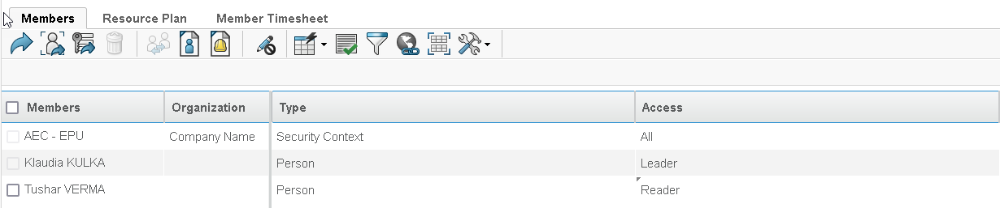 Members Resource Plan Member Timesheet
Members Organization Type Access
AEC - EPU Company Name Security Context All
Klaudia KULKA Person Leader
Tushar VERMA Person Reader